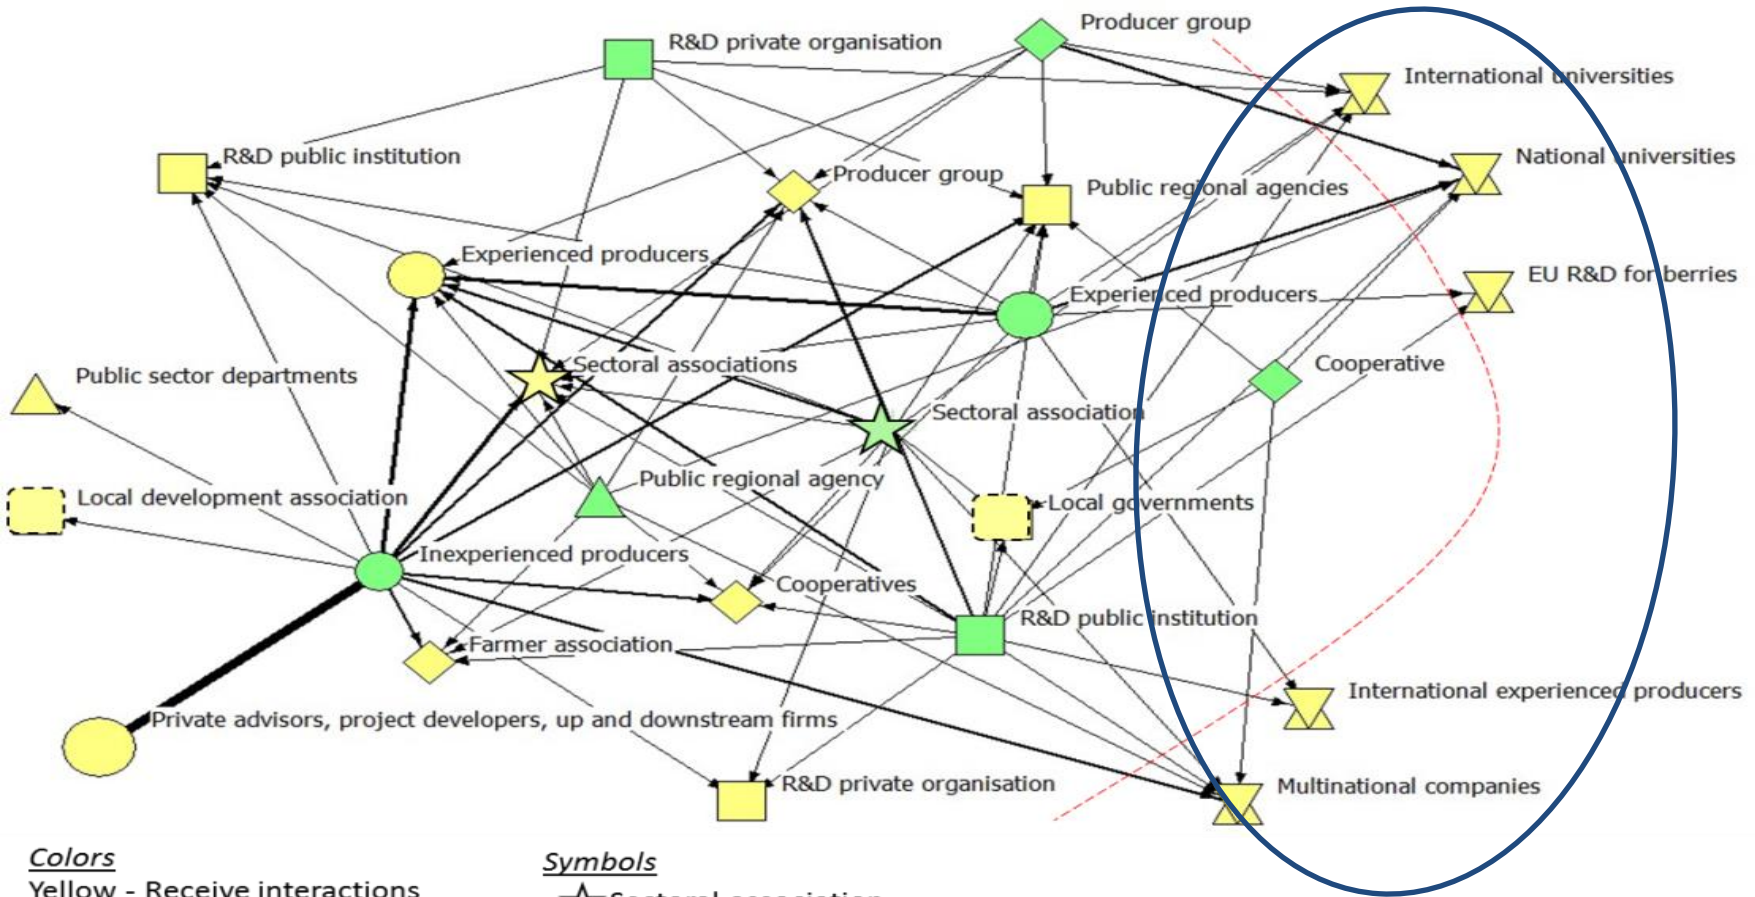 Producer group
R&D private organisation
International universities
R&D public institution
National universities
Producer group
Public regional agencies
Experienced producers
EU R&D for berries
Experienced producers
Sectoral associations
Cooperative
Public sector departments
Sectoral association
Public regional agency
Local development association
Local governments
Inexperienced producers
Cooperatives
R&D public institution
Farmer association
International experienced producers
Private advisors, project developers, up and downstream firms
R&D private organisation
Multinational companies
Colors
Symbols
Yellow - Receive interactions
Sectoral association